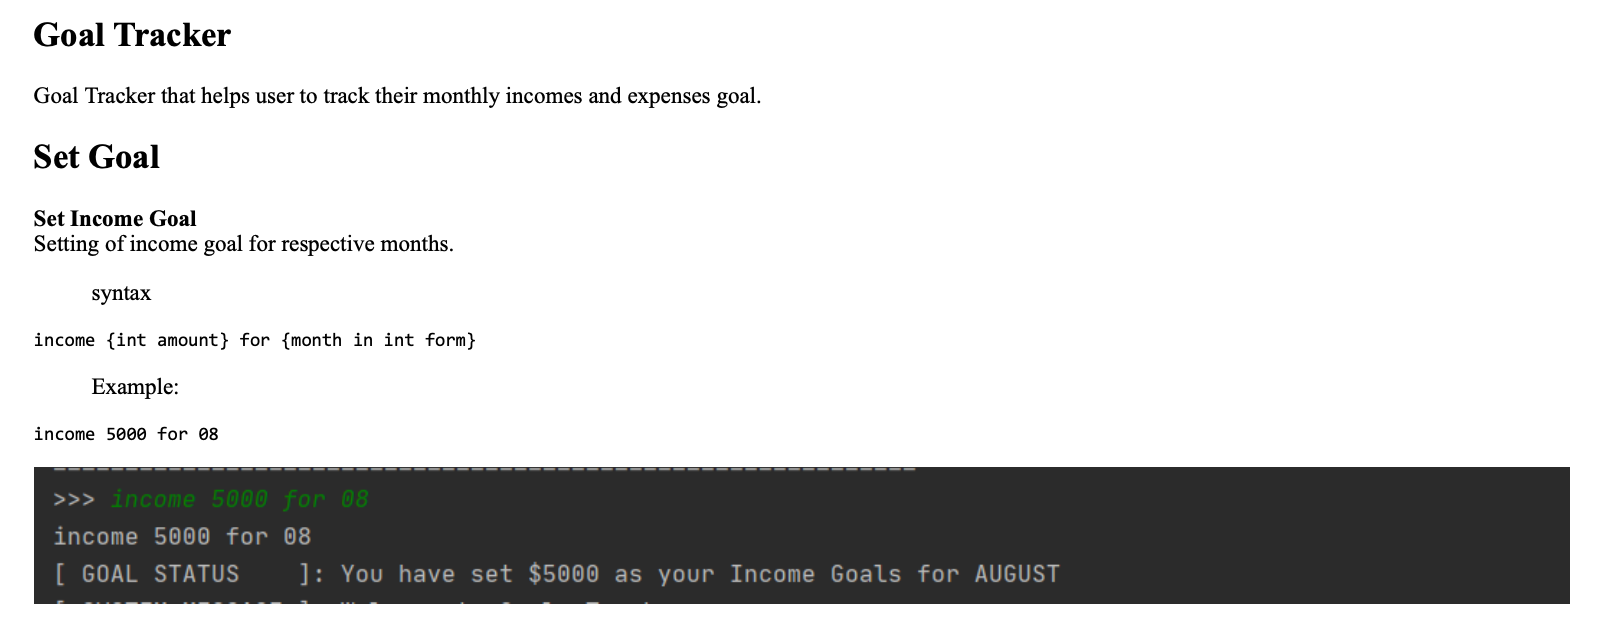 Goal Tracker
Goal Tracker that helps user to track their monthly incomes and expenses goal.
Set Goal
Set Income Goal
Setting of income goal for respective months.
syntax
income {int amount} for {month in int form}
Example:
income 5000 for 08
>>> income 5000 for 08
income 5000 for 08
[ GOAL STATUS    ]: You have set $5000 as your Income Goals for AUGUST